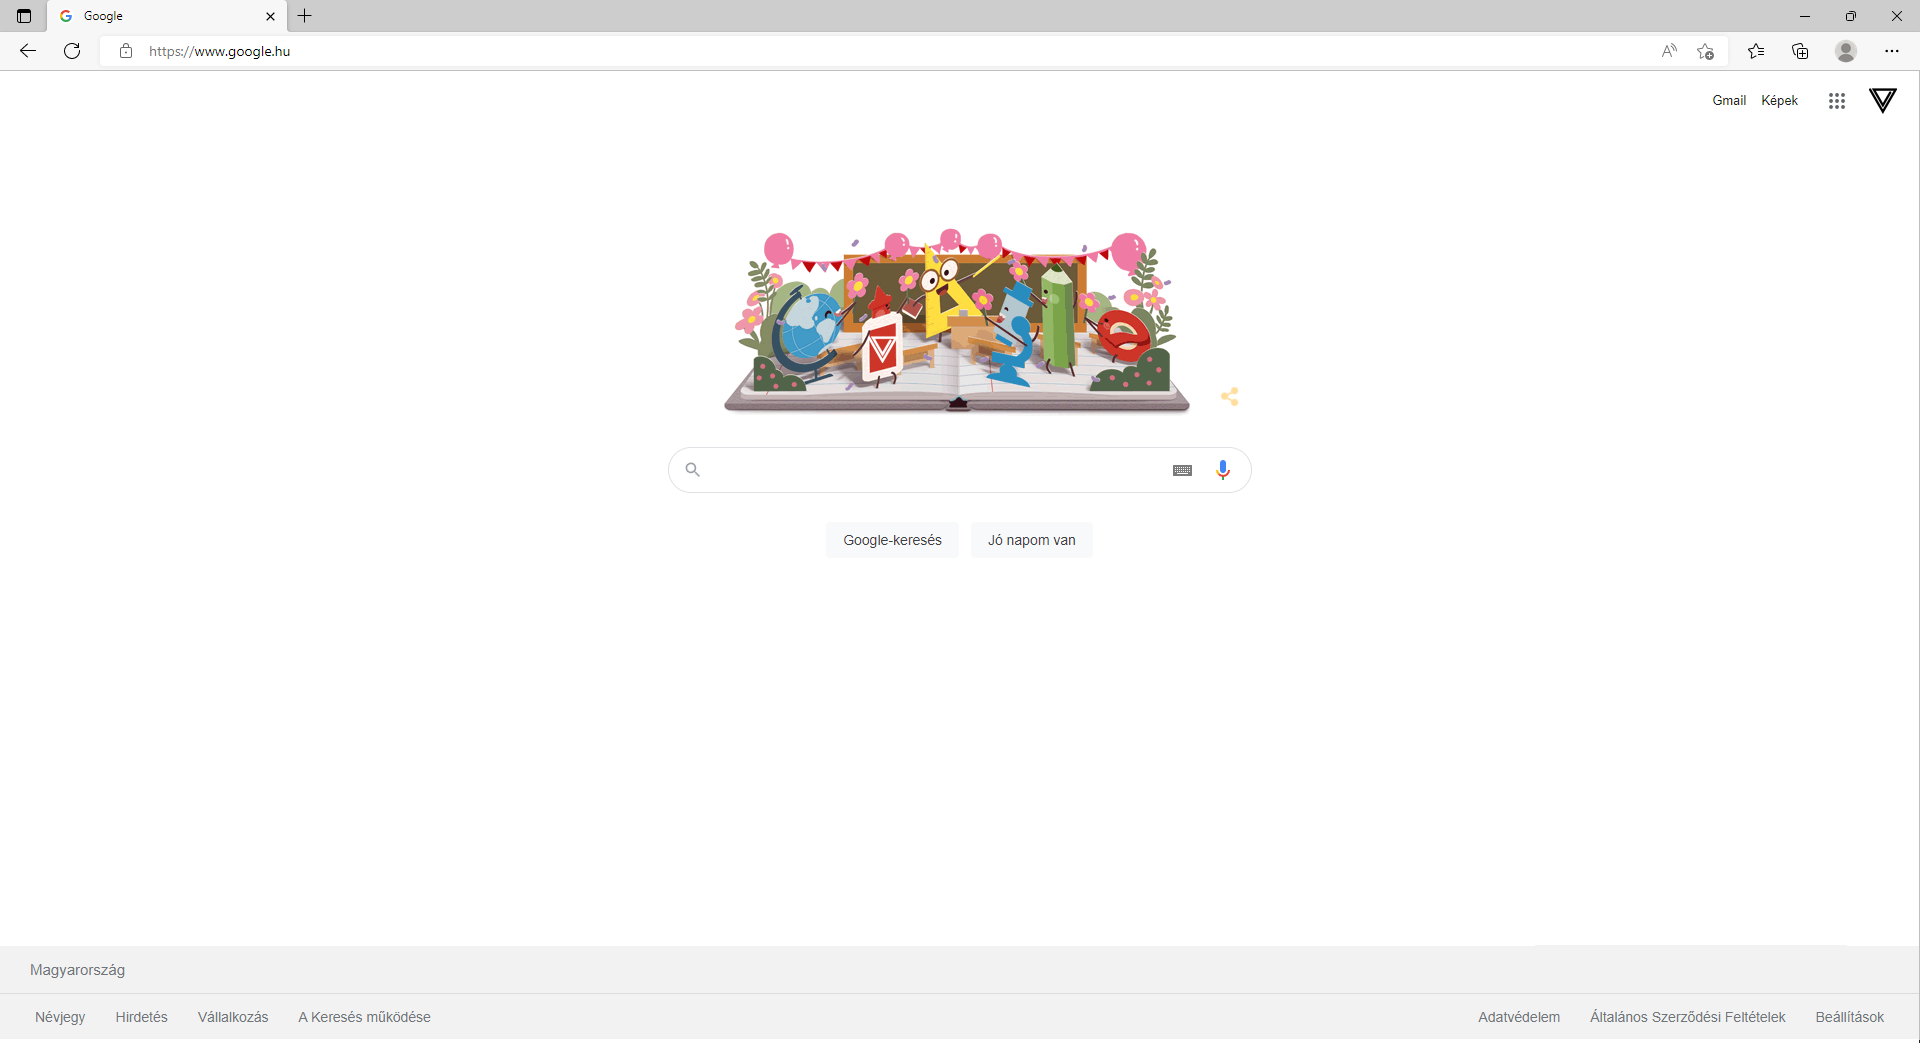 Google
https://www.google.hu
Gmail Képek
Google-keresés Jó napom van
Magyarország
Névjegy Hirdetés Vállalkozás A Keresés működése Adatvédelem Általános Szerződési Feltételek Beállítások